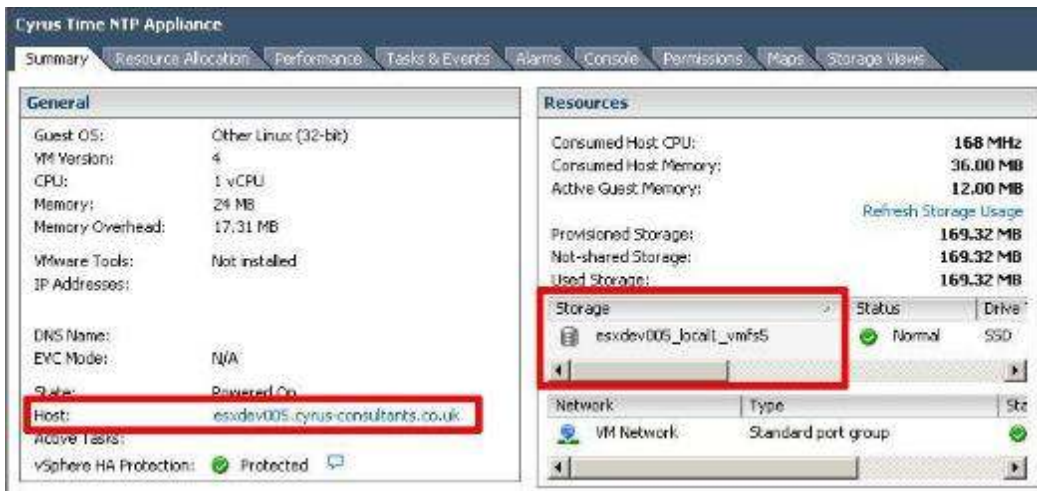 Cyrus Time NTP Appliance
Summary Resource Allocation Performance Tasks & Events Alarms Console Permissions Maps Storage Views
General
Guest OS: Other Linux (32-bit)
VM Version: 4
CPU: 1 vCPU
Memory: 24 MB
Memory Overhead: 17.31 MB
VMware Tools: Not installed
IP Addresses:
DNS Name:
EVC Mode: N/A
State: Powered On
Host: esxdev005.cyrus-consultants.co.uk
Active Tasks:
vSphere HA Protection: Protected
Resources
Consumed Host CPU: 168 MHz
Consumed Host Memory: 36.00 MB
Active Guest Memory: 12.00 MB
Refresh Storage Usage
Provisioned Storage: 169.32 MB
Not-shared Storage: 169.32 MB
Used Storage: 169.32 MB
Storage Status Drive
esxdev005_local1_vmfs5 Normal SSD
Network Type Sta
VM Network Standard port group